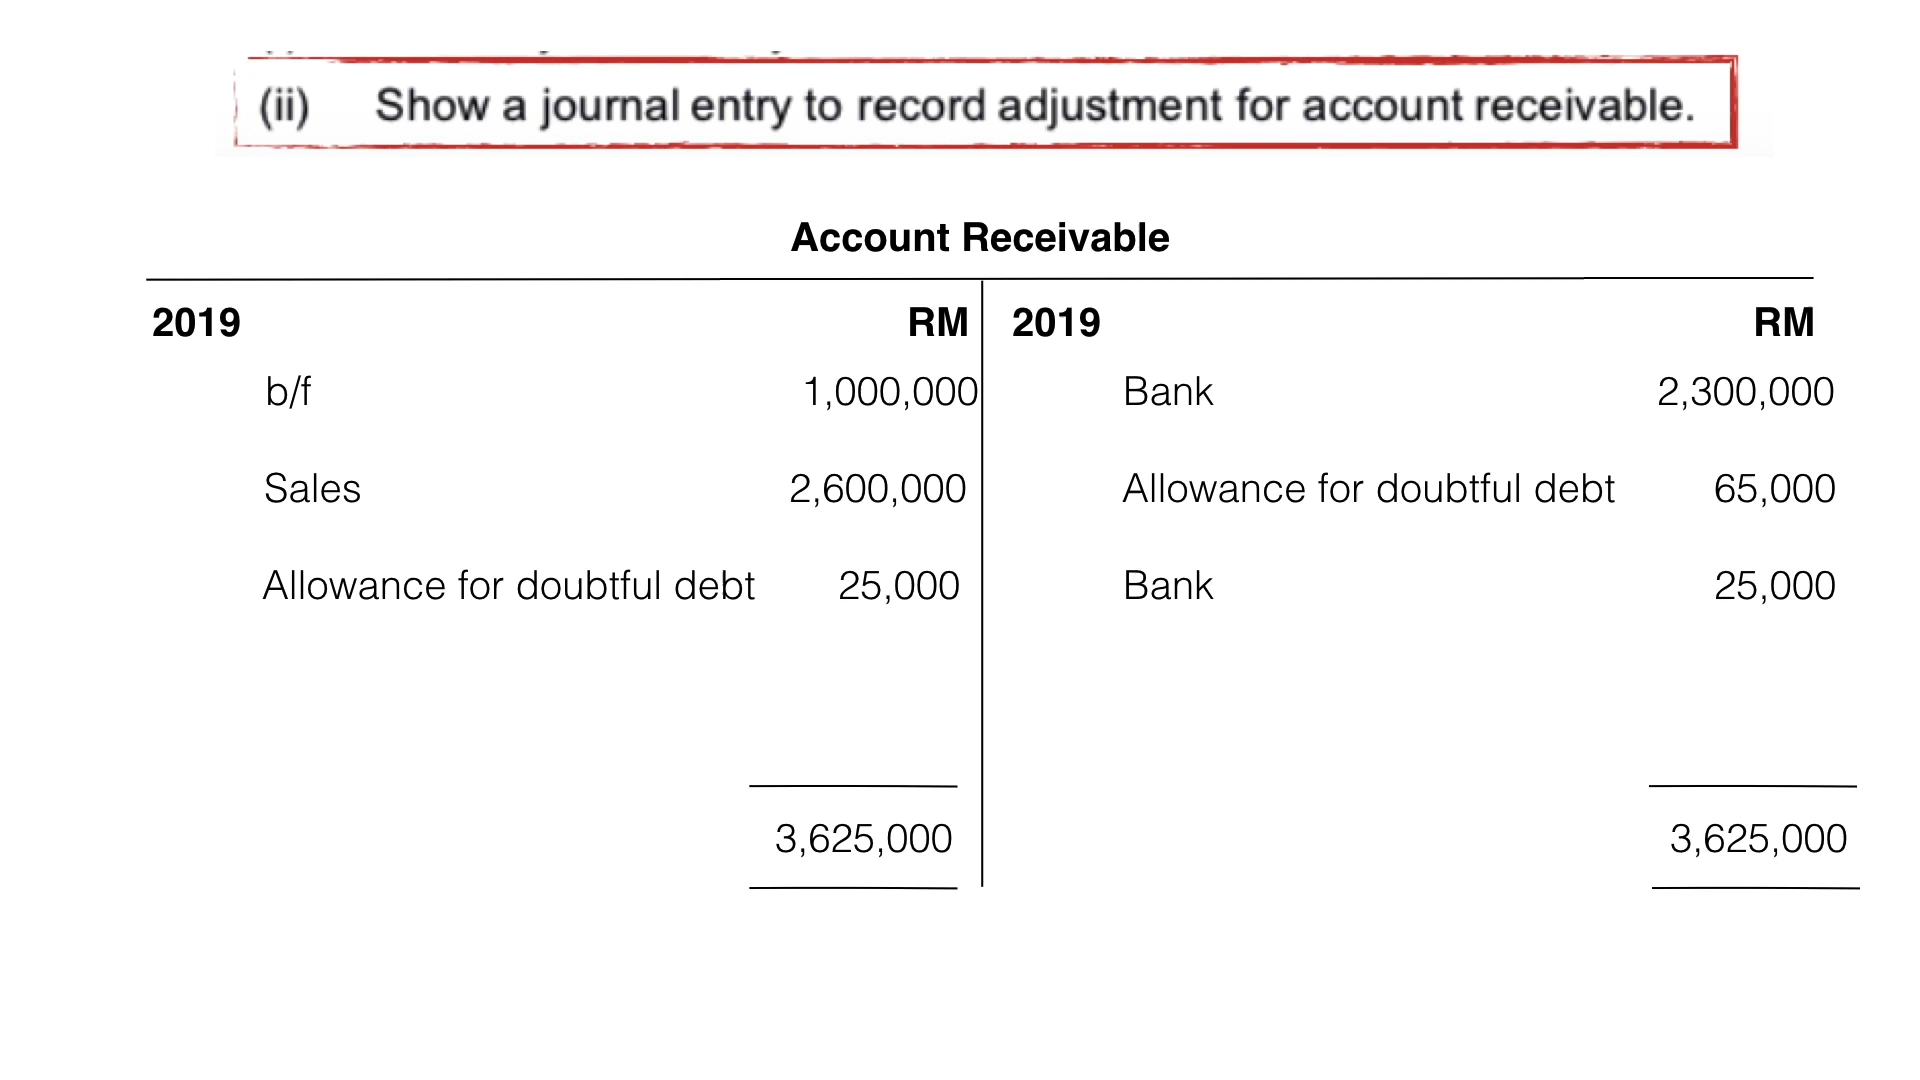 (ii) Show a journal entry to record adjustment for account receivable.
Account Receivable
2019 RM 2019 RM
b/f 1,000,000 Bank 2,300,000
Sales 2,600,000 Allowance for doubtful debt 65,000
Allowance for doubtful debt 25,000 Bank 25,000
3,625,000 3,625,000